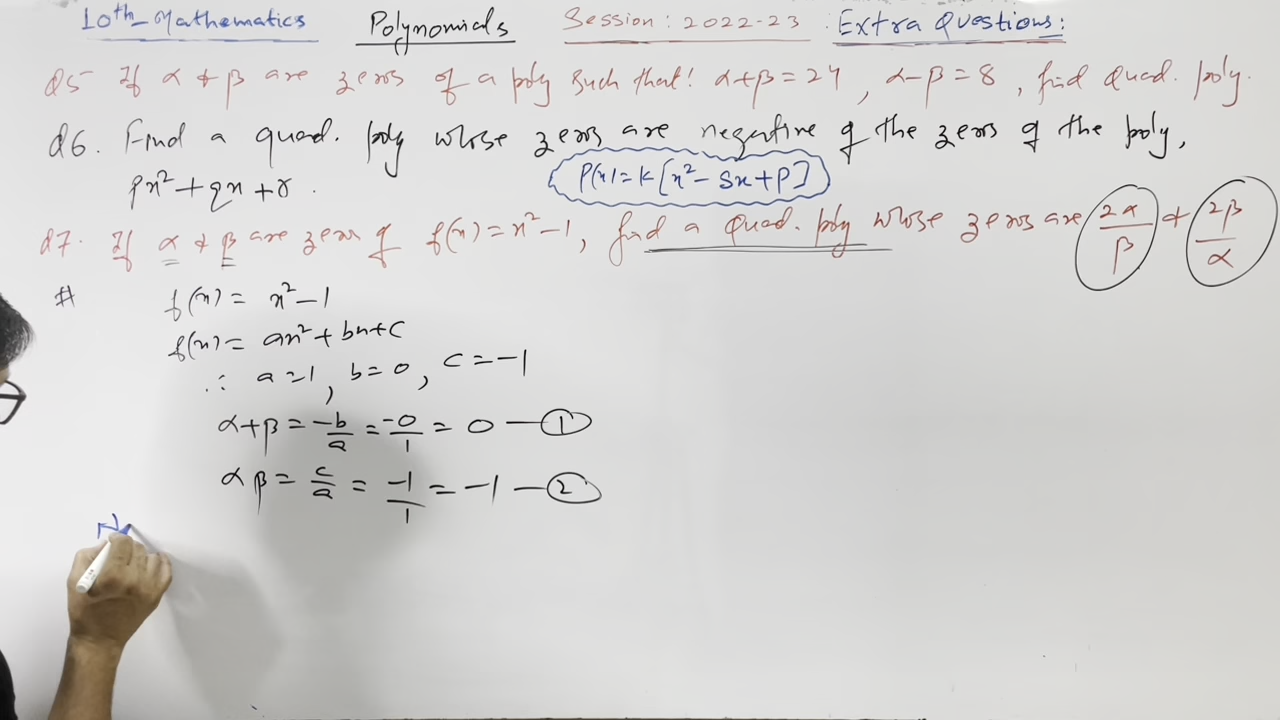 10th Mathematics Polynomials Session: 2022-23 Extra Questions:
Q5 If α & β are zeros of a poly such that! α+β=24, α-β=8, find Quad. poly.
Q6. Find a quad. poly whose zeros are negative of the zeros of the poly,
px²+qx+r.
P(x)=K[x²-Sx+P]
Q7. If α & β are zeros of f(x)=x²-1, find a Quad. poly whose zeros are 2α/β & 2β/α
# f(x)= x²-1
f(x)= ax²+bx+c
∴ a=1, b=0, c=-1
α+β = -b/a = -0/1 = 0 — ①
αβ = c/a = -1/1 = -1 — ②